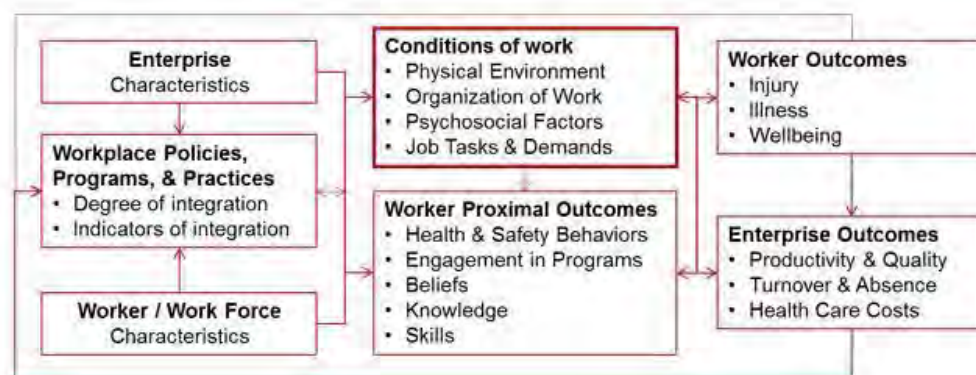 Enterprise
Characteristics
Workplace Policies,
Programs, & Practices
• Degree of integration
• Indicators of integration
Worker / Work Force
Characteristics
Conditions of work
• Physical Environment
• Organization of Work
• Psychosocial Factors
• Job Tasks & Demands
Worker Proximal Outcomes
• Health & Safety Behaviors
• Engagement in Programs
• Beliefs
• Knowledge
• Skills
Worker Outcomes
• Injury
• Illness
• Wellbeing
Enterprise Outcomes
• Productivity & Quality
• Turnover & Absence
• Health Care Costs